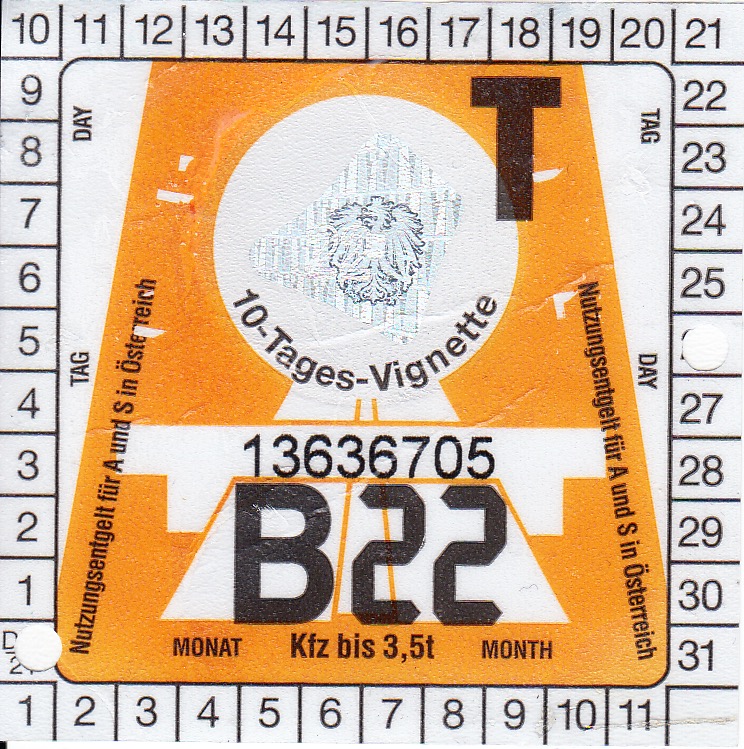 10 11 12 13 14 15 16 17 18 19 20 21
9
8
7
6
5
4
3
2
1
DAY
TAG
Nutzungsentgelt für A und S in Österreich
T
10-Tages-Vignette
13636705
B22
MONAT Kfz bis 3,5t MONTH
TAG
DAY
Nutzungsentgelt für A und S in Österreich
22
23
24
25
27
28
29
30
31
1 2 3 4 5 6 7 8 9 10 11